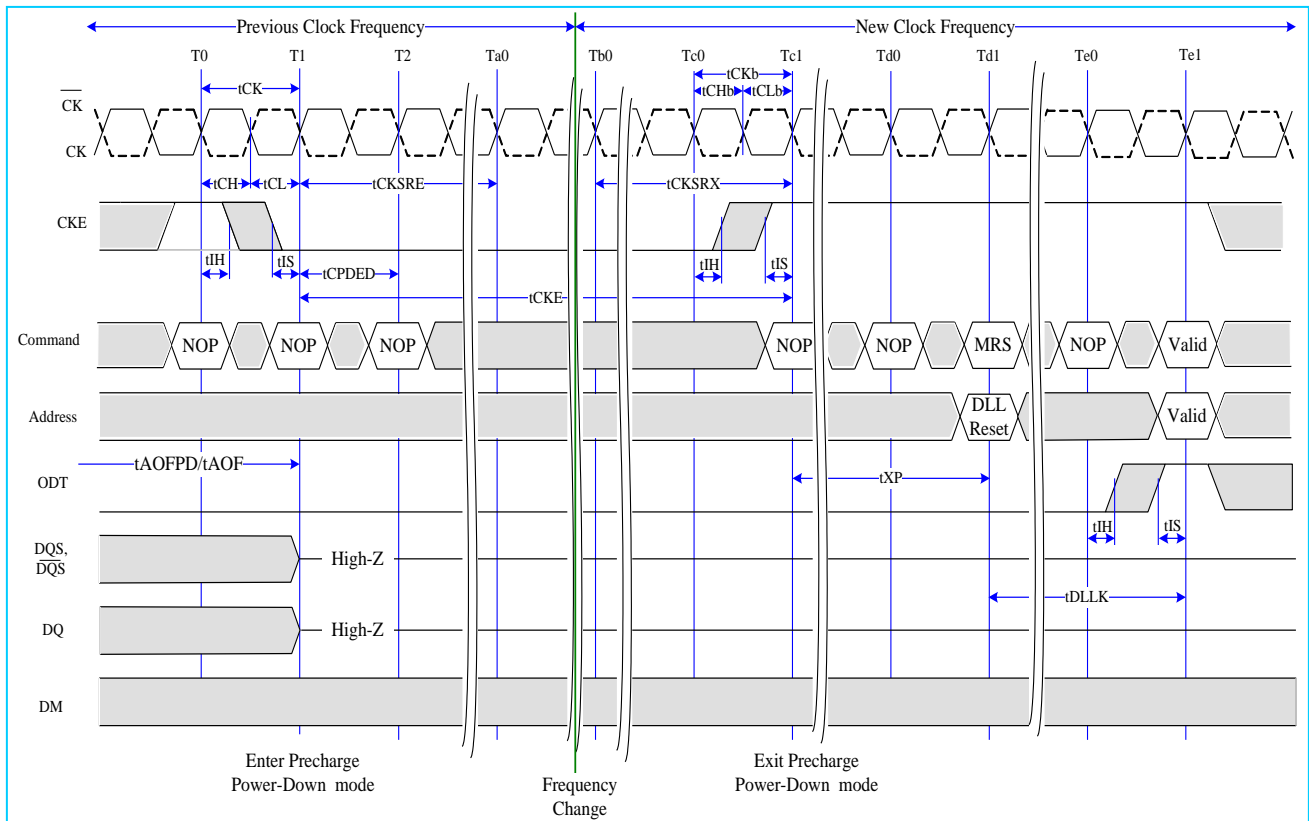 Previous Clock Frequency New Clock Frequency
T0 T1 T2 Ta0 Tb0 Tc0 Tc1 Td0 Td1 Te0 Te1
tCK tCKb
tCHb tCLb
CK
CK
tCH tCL tCKSRE tCKSRX
CKE
tIH tIS tCPDED tIH tIS
tCKE
Command NOP NOP NOP NOP NOP MRS NOP Valid
Address DLL Reset Valid
tAOFPD/tAOF
ODT tXP
tIH tIS
DQS,
DQS High-Z
tDLLK
DQ High-Z
DM
Enter Precharge
Power-Down mode
Frequency
Change
Exit Precharge
Power-Down mode